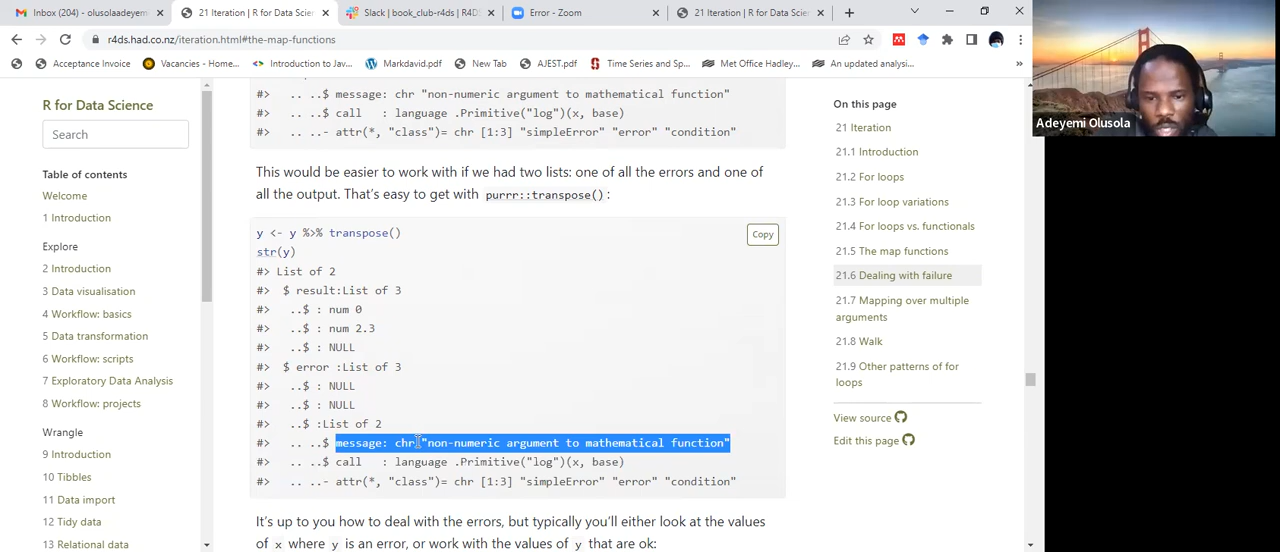 Inbox (204) - olusolaadeyem
21 Iteration | R for Data Science
Slack | book_club-r4ds | R4DS
Error - Zoom
21 Iteration | R for Data Science
r4ds.had.co.nz/iteration.html#the-map-functions
Acceptance Invoice
Vacancies - Home...
Introduction to Jav...
Markdavid.pdf
New Tab
AJEST.pdf
Time Series and Sp...
Met Office Hadley...
An updated analysi...
Adeyemi Olusola
R for Data Science
Search
Table of contents
Welcome
1 Introduction
Explore
2 Introduction
3 Data visualisation
4 Workflow: basics
5 Data transformation
6 Workflow: scripts
7 Exploratory Data Analysis
8 Workflow: projects
Wrangle
9 Introduction
10 Tibbles
11 Data import
12 Tidy data
13 Relational data
#> .. ..$ message: chr "non-numeric argument to mathematical function"
#> .. ..$ call : language .Primitive("log")(x, base)
#> .. ..- attr(*, "class")= chr [1:3] "simpleError" "error" "condition"
This would be easier to work with if we had two lists: one of all the errors and one of
all the output. That's easy to get with purrr::transpose():
Copy
y <- y %>% transpose()
str(y)
#> List of 2
#> $ result:List of 3
#> ..$ : num 0
#> ..$ : num 2.3
#> ..$ : NULL
#> $ error :List of 3
#> ..$ : NULL
#> ..$ : NULL
#> ..$ :List of 2
#> .. ..$ message: chr "non-numeric argument to mathematical function"
#> .. ..$ call : language .Primitive("log")(x, base)
#> .. ..- attr(*, "class")= chr [1:3] "simpleError" "error" "condition"
It's up to you how to deal with the errors, but typically you'll either look at the values
of x where y is an error, or work with the values of y that are ok:
On this page
21 Iteration
21.1 Introduction
21.2 For loops
21.3 For loop variations
21.4 For loops vs. functionals
21.5 The map functions
21.6 Dealing with failure
21.7 Mapping over multiple
arguments
21.8 Walk
21.9 Other patterns of for
loops
View source
Edit this page